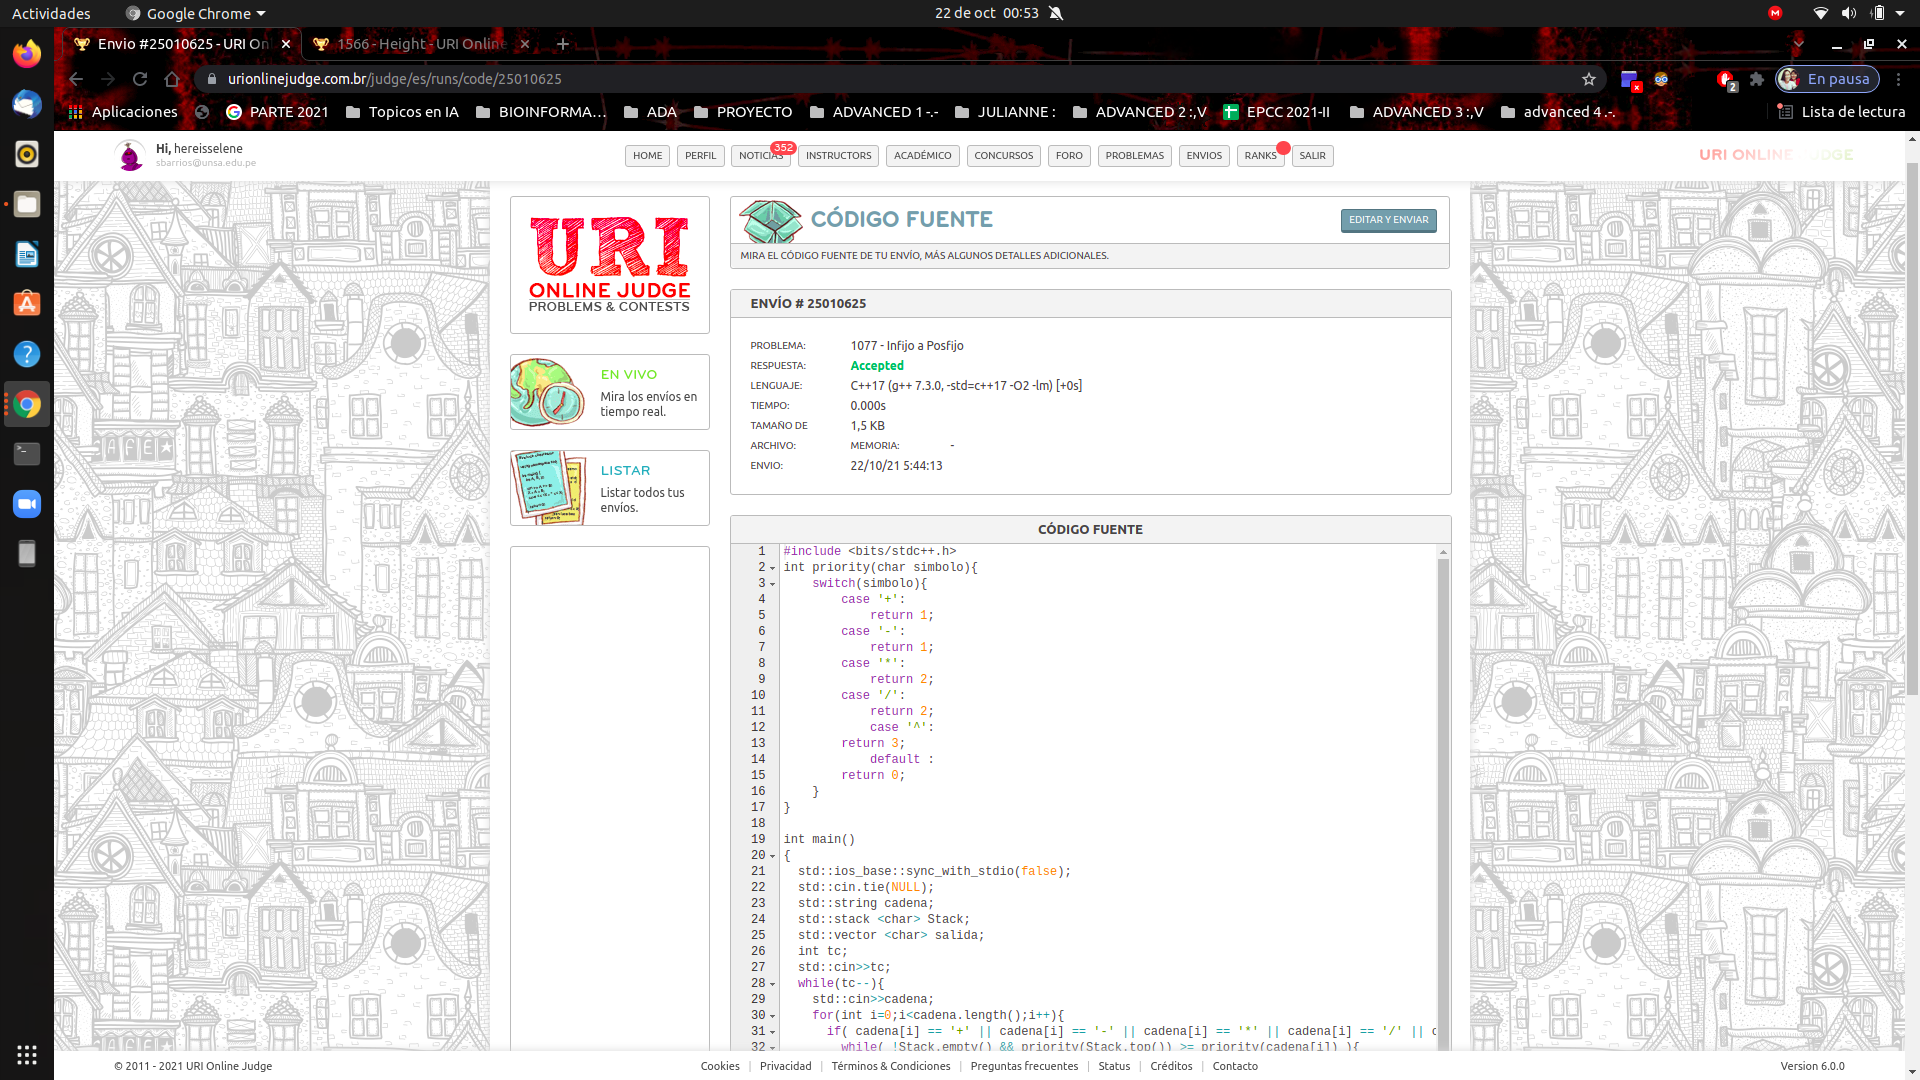 Actividades
Google Chrome
22 de oct 00:53
Envio #25010625 - URI On
1566 - Height - URI Online
urionlinejudge.com.br/judge/es/runs/code/25010625
2
En pausa
Aplicaciones
PARTE 2021
Topicos en IA
BIOINFORMA…
ADA
PROYECTO
ADVANCED 1 -.-
JULIANNE :
ADVANCED 2 :,V
EPCC 2021-II
ADVANCED 3 :,V
advanced 4 .-.
Lista de lectura
Hi, hereisselene
sbarrios@unsa.edu.pe
HOME
PERFIL
NOTICIAS
352
INSTRUCTORS
ACADÉMICO
CONCURSOS
FORO
PROBLEMAS
ENVIOS
RANKS
SALIR
URI ONLINE JUDGE
URI
ONLINE JUDGE
PROBLEMS & CONTESTS
EN VIVO
Mira los envíos en
tiempo real.
LISTAR
Listar todos tus
envíos.
CÓDIGO FUENTE
EDITAR Y ENVIAR
MIRA EL CÓDIGO FUENTE DE TU ENVÍO, MÁS ALGUNOS DETALLES ADICIONALES.
ENVÍO # 25010625
PROBLEMA: 1077 - Infijo a Posfijo
RESPUESTA: Accepted
LENGUAJE: C++17 (g++ 7.3.0, -std=c++17 -O2 -lm) [+0s]
TIEMPO: 0.000s
TAMAÑO DE 1,5 KB
ARCHIVO: MEMORIA: -
ENVIO: 22/10/21 5:44:13
CÓDIGO FUENTE
1 #include <bits/stdc++.h>
2 int priority(char simbolo){
3 switch(simbolo){
4 case '+':
5 return 1;
6 case '-':
7 return 1;
8 case '*':
9 return 2;
10 case '/':
11 return 2;
12 case '^':
13 return 3;
14 default :
15 return 0;
16 }
17 }
18
19 int main()
20 {
21 std::ios_base::sync_with_stdio(false);
22 std::cin.tie(NULL);
23 std::string cadena;
24 std::stack <char> Stack;
25 std::vector <char> salida;
26 int tc;
27 std::cin>>tc;
28 while(tc--){
29 std::cin>>cadena;
30 for(int i=0;i<cadena.length();i++){
31 if( cadena[i] == '+' || cadena[i] == '-' || cadena[i] == '*' || cadena[i] == '/' || c
32 while( !Stack.empty() && priority(Stack.top()) >= priority(cadena[i]) ){
© 2011 - 2021 URI Online Judge
Cookies | Privacidad | Términos & Condiciones | Preguntas frecuentes | Status | Créditos | Contacto
Version 6.0.0